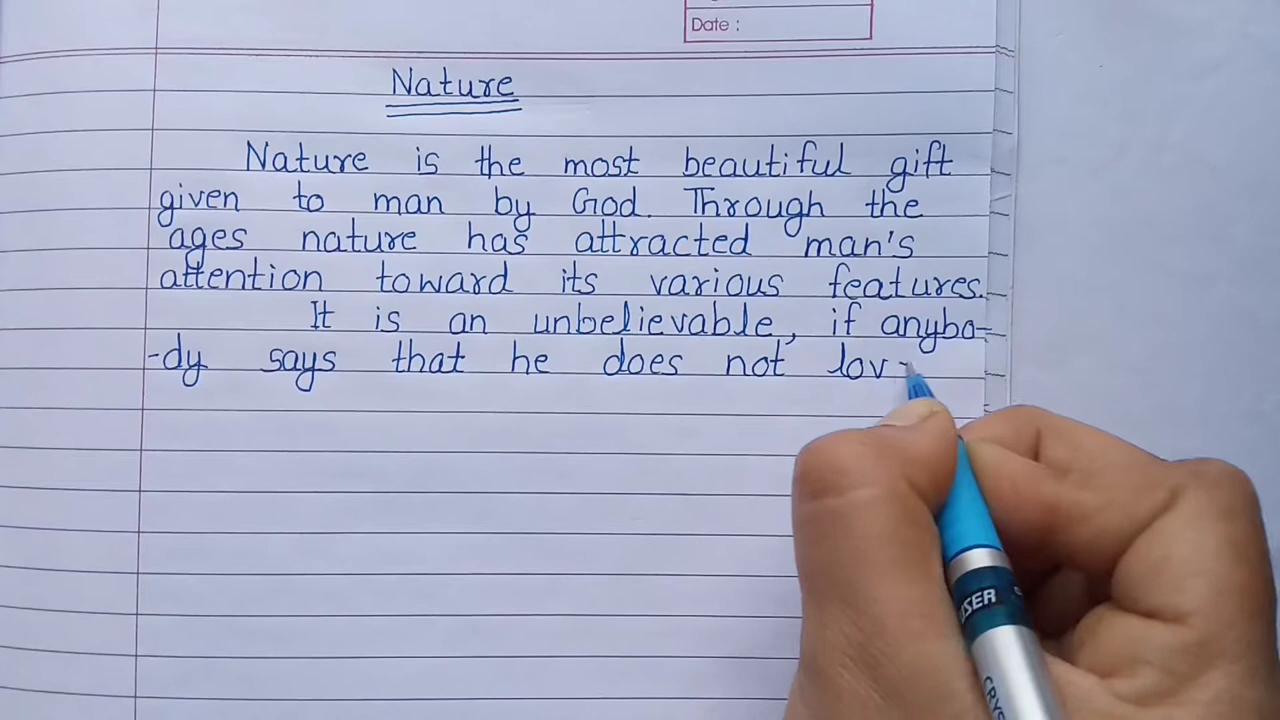 Date :
Nature
Nature is the most beautiful gift
given to man by God. Through the
ages nature has attracted man's
attention toward its various features.
It is an unbelievable, if anybo-
-dy says that he does not lov